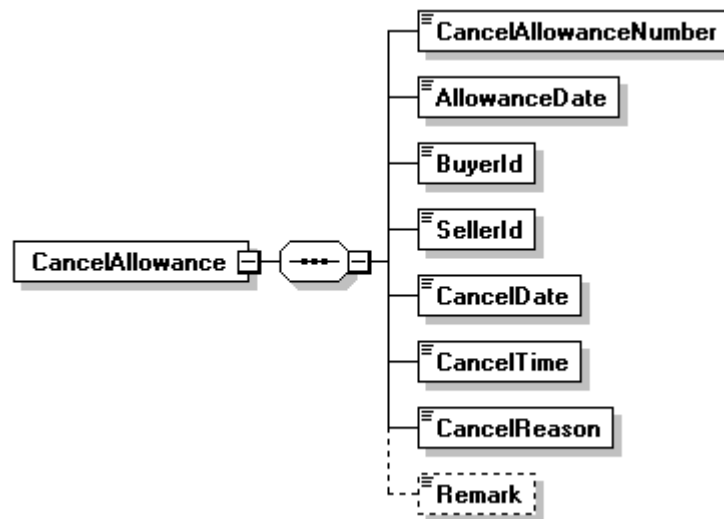 CancelAllowanceNumber
AllowanceDate
BuyerId
SellerId
CancelAllowance
CancelDate
CancelTime
CancelReason
Remark